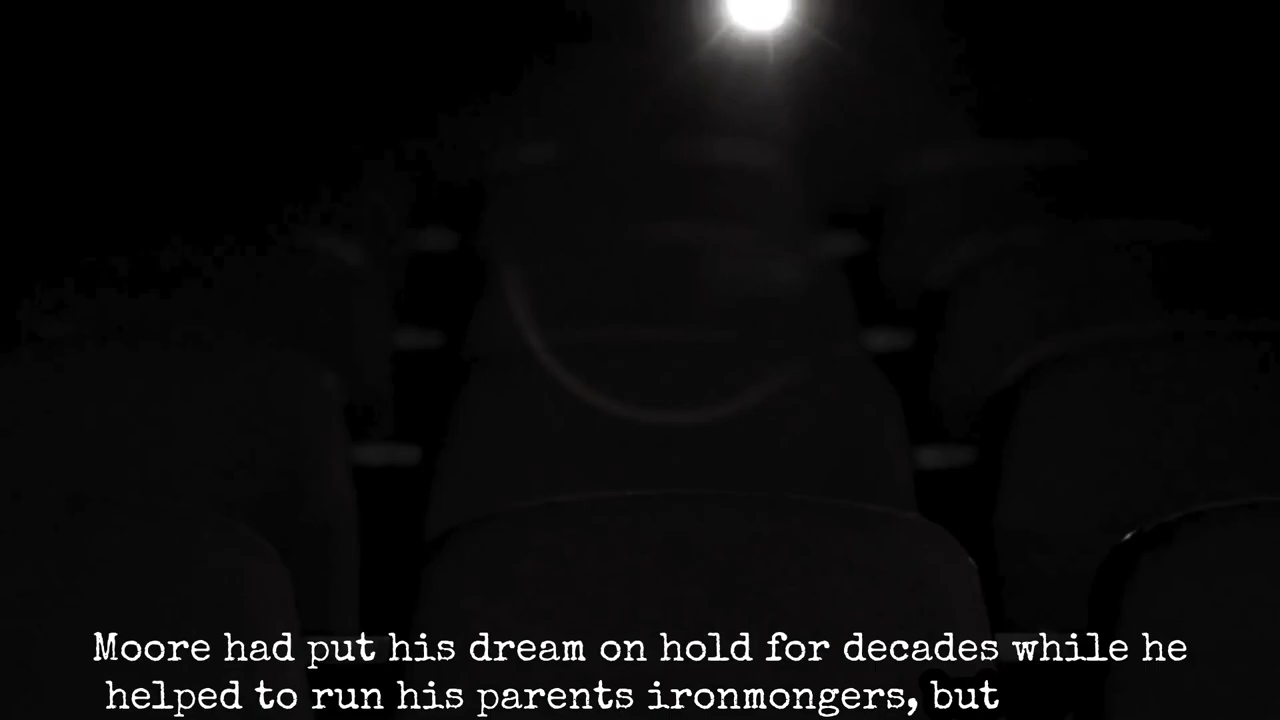 Moore had put his dream on hold for decades while he
helped to run his parents ironmongers, but